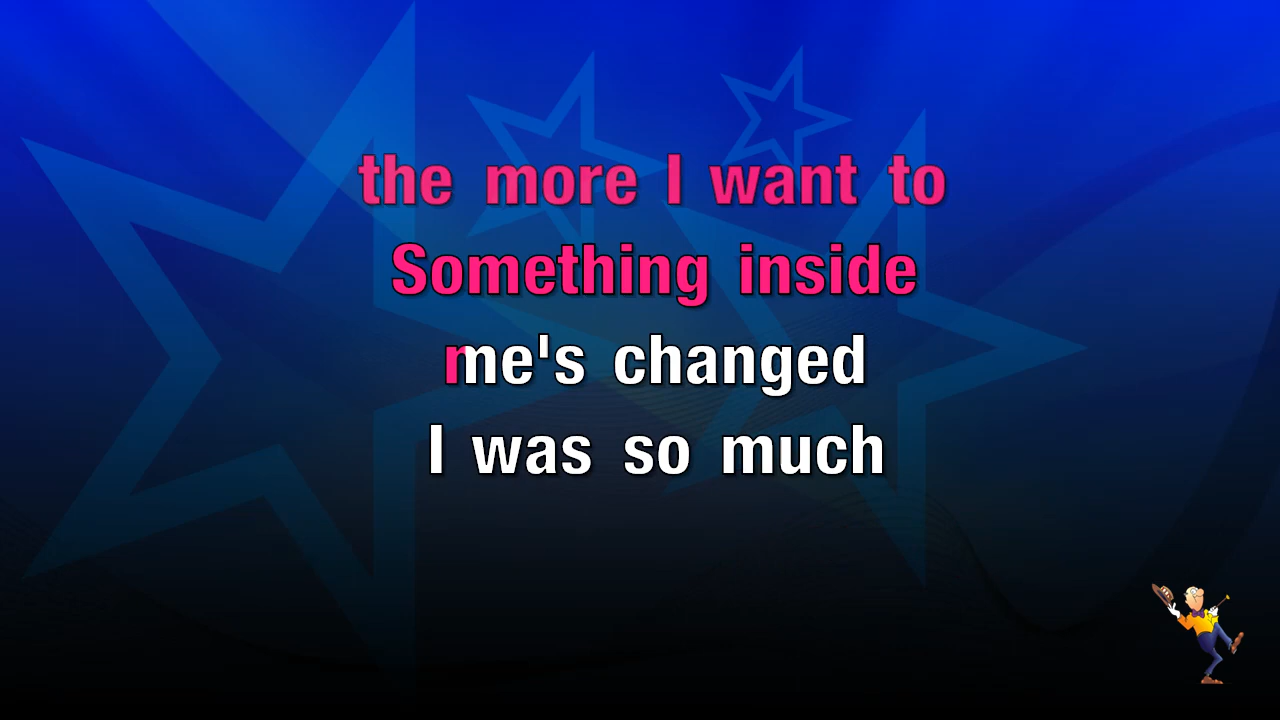 the more I want to
Something inside
me's changed
I was so much